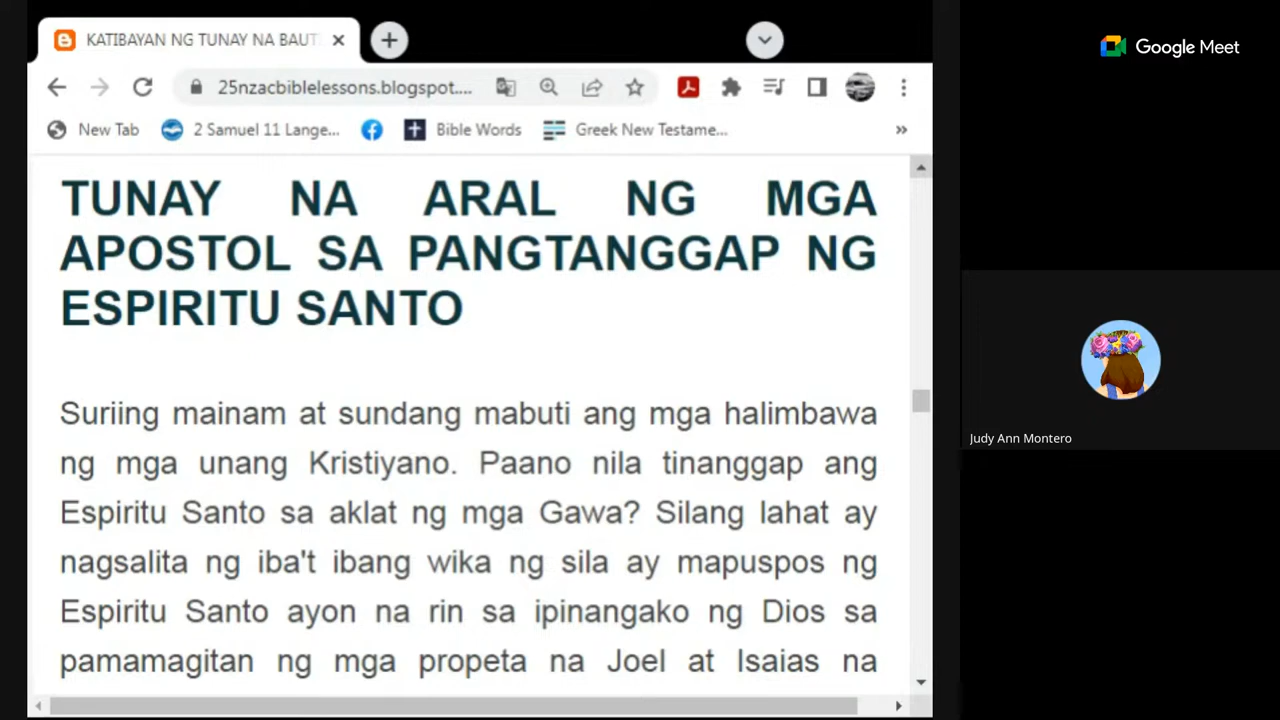 KATIBAYAN NG TUNAY NA BAUT
Google Meet
25nzacbiblelessons.blogspot....
New Tab
2 Samuel 11 Lange...
Bible Words
Greek New Testame...
»
TUNAY NA ARAL NG MGA
APOSTOL SA PANGTANGGAP NG
ESPIRITU SANTO
Suriing mainam at sundang mabuti ang mga halimbawa
ng mga unang Kristiyano. Paano nila tinanggap ang
Espiritu Santo sa aklat ng mga Gawa? Silang lahat ay
nagsalita ng iba't ibang wika ng sila ay mapuspos ng
Espiritu Santo ayon na rin sa ipinangako ng Dios sa
pamamagitan ng mga propeta na Joel at Isaias na
Judy Ann Montero